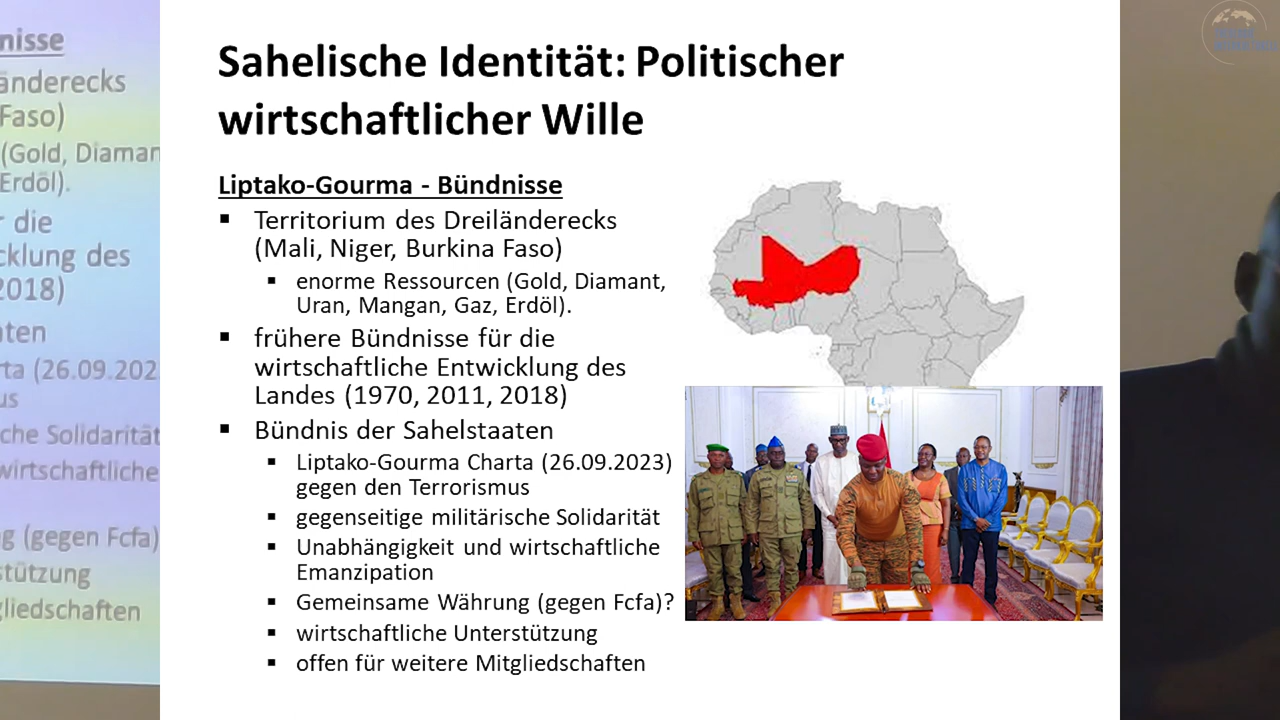 nisse
änderecks
Faso)
(Gold, Diaman
Erdöl).
r die
cklung des
2018)
aten
rta (26.09.202
us
che Solidarität
wirtschaftliche
g (gegen Fcfa)
stützung
gliedschaften
Sahelische Identität: Politischer
wirtschaftlicher Wille
Liptako-Gourma - Bündnisse
▪ Territorium des Dreiländerecks
(Mali, Niger, Burkina Faso)
▪ enorme Ressourcen (Gold, Diamant,
Uran, Mangan, Gaz, Erdöl).
▪ frühere Bündnisse für die
wirtschaftliche Entwicklung des
Landes (1970, 2011, 2018)
▪ Bündnis der Sahelstaaten
▪ Liptako-Gourma Charta (26.09.2023)
gegen den Terrorismus
▪ gegenseitige militärische Solidarität
▪ Unabhängigkeit und wirtschaftliche
Emanzipation
▪ Gemeinsame Währung (gegen Fcfa)?
▪ wirtschaftliche Unterstützung
▪ offen für weitere Mitgliedschaften